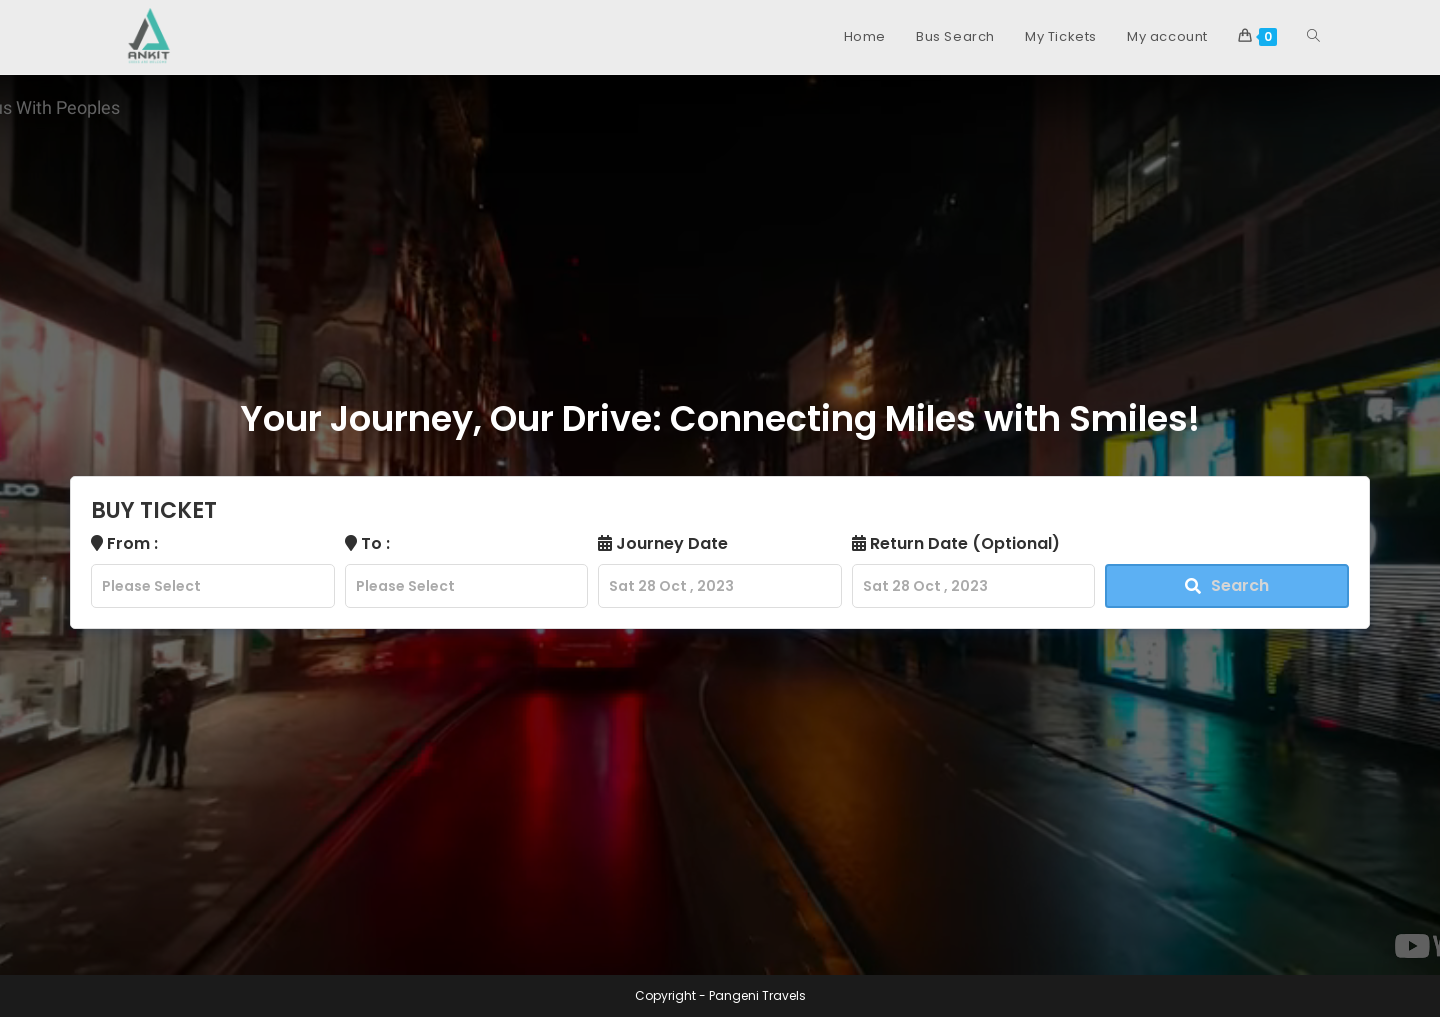 ANKIT
Home
Bus Search
My Tickets
My account
0
With Peoples
Your Journey, Our Drive: Connecting Miles with Smiles!
BUY TICKET
From :
To :
Journey Date
Return Date (Optional)
Please Select
Please Select
Sat 28 Oct , 2023
Sat 28 Oct , 2023
Search
Copyright - Pangeni Travels